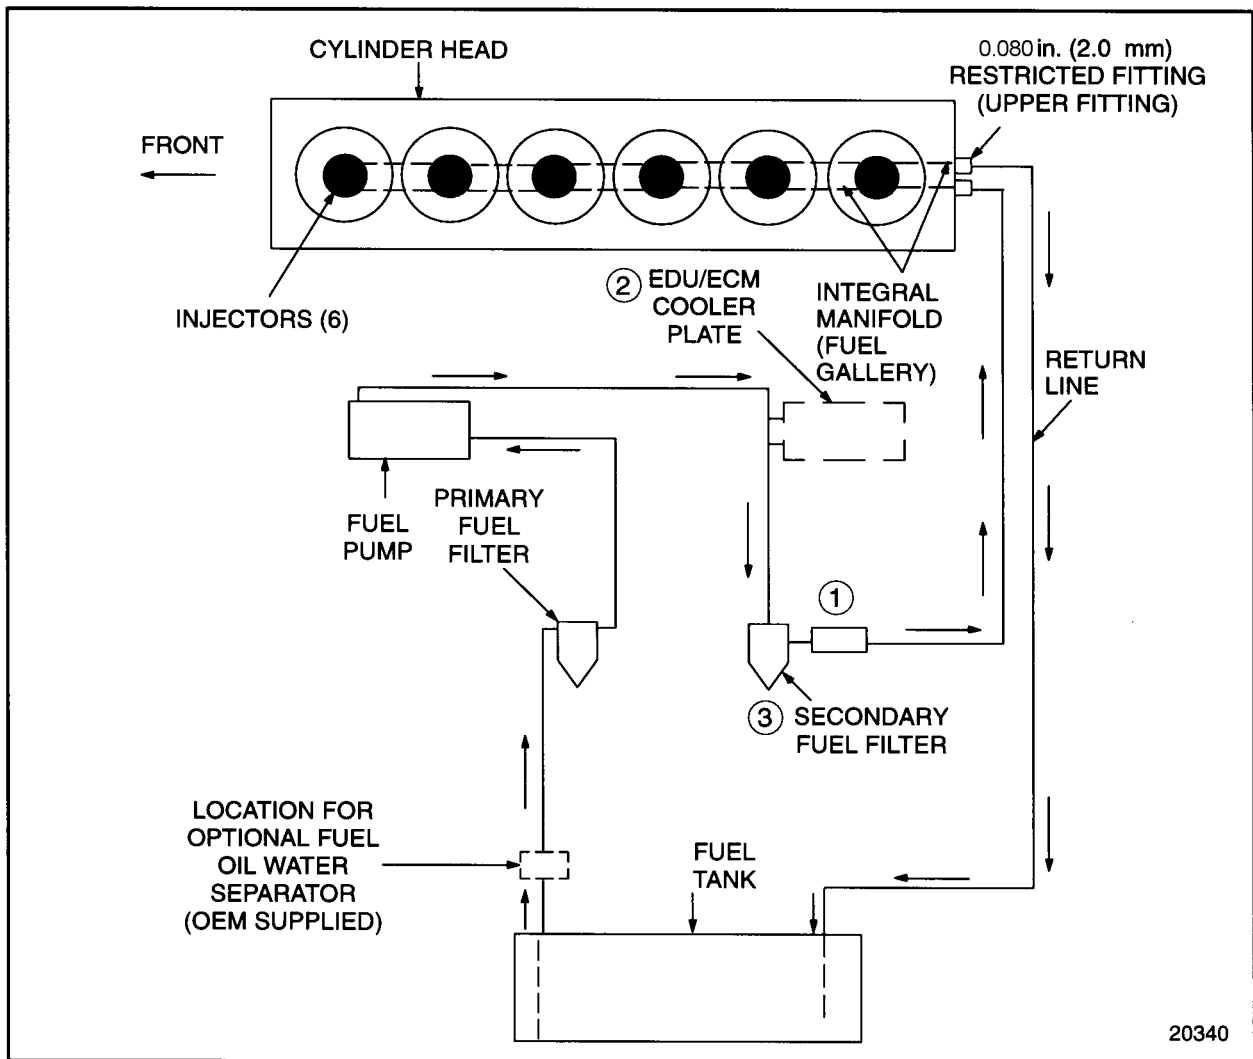 CYLINDER HEAD
0.080 in. (2.0 mm)
RESTRICTED FITTING
(UPPER FITTING)
FRONT
INJECTORS (6)
2 EDU/ECM
COOLER
PLATE
INTEGRAL
MANIFOLD
(FUEL
GALLERY)
RETURN
LINE
FUEL
PUMP
PRIMARY
FUEL
FILTER
1
3 SECONDARY
FUEL FILTER
LOCATION FOR
OPTIONAL FUEL
OIL WATER
SEPARATOR
(OEM SUPPLIED)
FUEL
TANK
20340